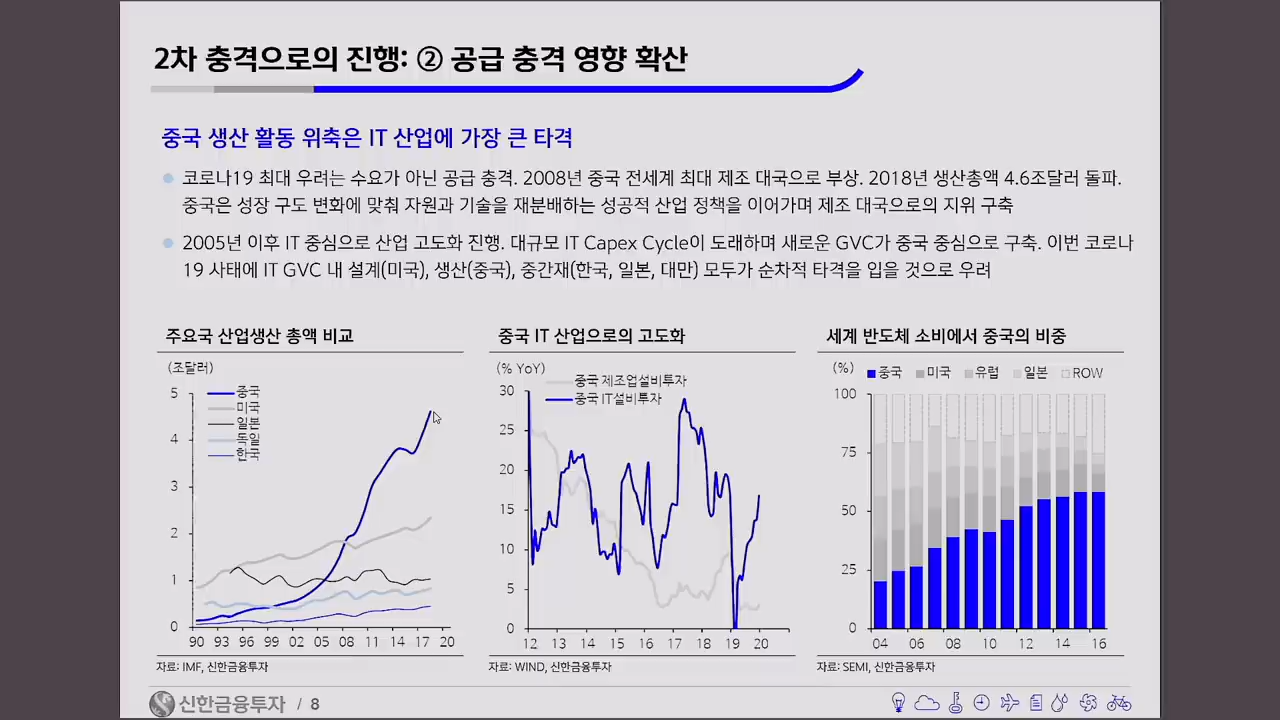 2차 충격으로의 진행: ② 공급 충격 영향 확산
중국 생산 활동 위축은 IT 산업에 가장 큰 타격
코로나19 최대 우려는 수요가 아닌 공급 충격. 2008년 중국 전세계 최대 제조 대국으로 부상. 2018년 생산총액 4.6조달러 돌파.
중국은 성장 구도 변화에 맞춰 자원과 기술을 재분배하는 성공적 산업 정책을 이어가며 제조 대국으로의 지위 구축
2005년 이후 IT 중심으로 산업 고도화 진행. 대규모 IT Capex Cycle이 도래하며 새로운 GVC가 중국 중심으로 구축. 이번 코로나
19 사태에 IT GVC 내 설계(미국), 생산(중국), 중간재(한국, 일본, 대만) 모두가 순차적 타격을 입을 것으로 우려
주요국 산업생산 총액 비교
(조달러)
중국
미국
일본
독일
한국
5
4
3
2
1
0
90 93 96 99 02 05 08 11 14 17 20
자료: IMF, 신한금융투자
중국 IT 산업으로의 고도화
(% YoY)
중국 제조업설비투자
중국 IT설비투자
30
25
20
15
10
5
0
12 13 14 15 16 17 18 19 20
자료: WIND, 신한금융투자
세계 반도체 소비에서 중국의 비중
(%)
중국 미국 유럽 일본 ROW
100
75
50
25
0
04 06 08 10 12 14 16
자료: SEMI, 신한금융투자
신한금융투자 / 8